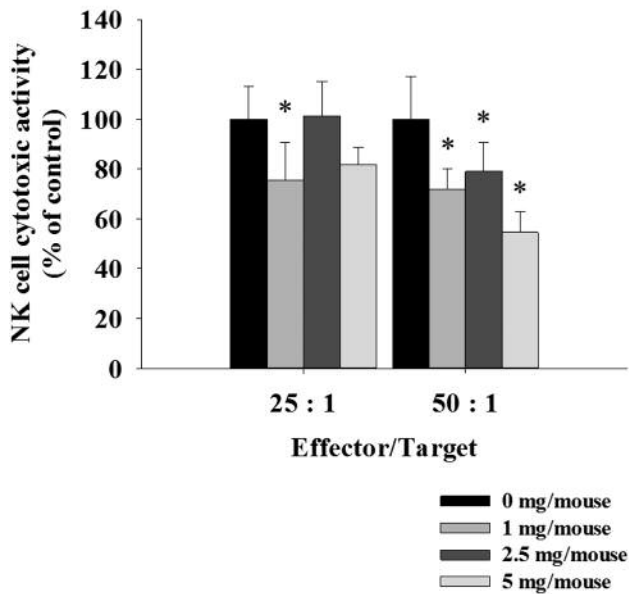 NK cell cytotoxic activity
(% of control)
140
120
100
80
60
40
20
0
*
*
*
*
25 : 1
50 : 1
Effector/Target
0 mg/mouse
1 mg/mouse
2.5 mg/mouse
5 mg/mouse